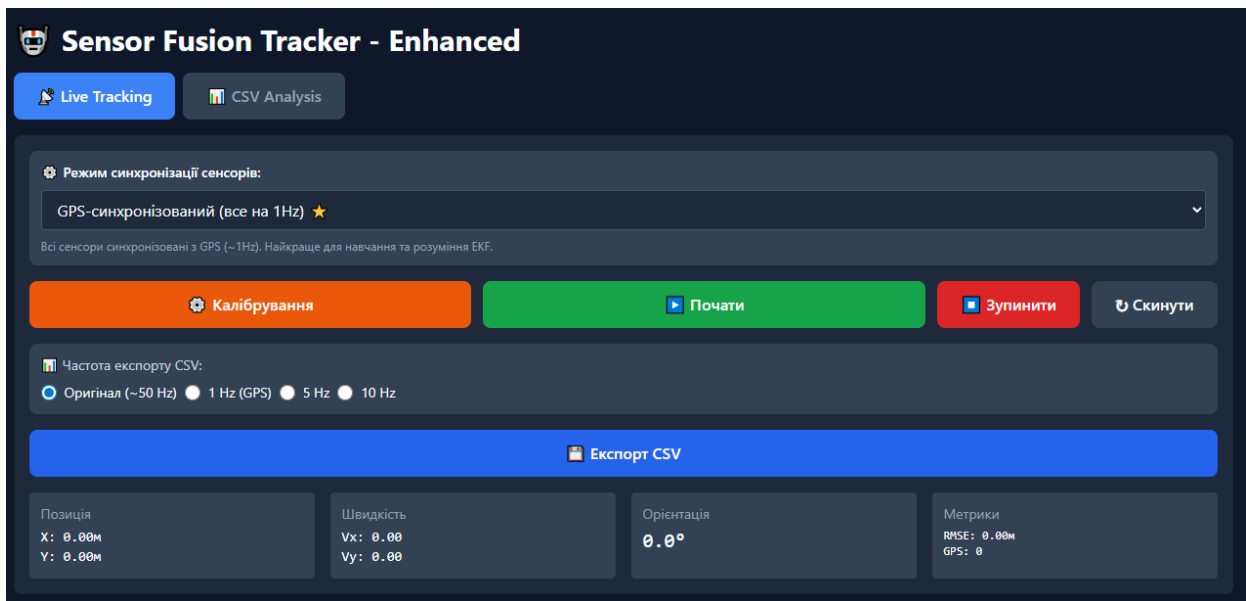 Sensor Fusion Tracker - Enhanced
Live Tracking
CSV Analysis
Режим синхронізації сенсорів:
GPS-синхронізований (все на 1Hz)
Всі сенсори синхронізовані з GPS (~1Hz). Найкраще для навчання та розуміння EKF.
Калібрування
Почати
Зупинити
↻ Скинути
Частота експорту CSV:
Оригінал (~50 Hz) 1 Hz (GPS) 5 Hz 10 Hz
Експорт CSV
Позиція
X: 0.00м
Y: 0.00м
Швидкість
Vx: 0.00
Vy: 0.00
Орієнтація
0.0°
Метрики
RMSE: 0.00м
GPS: 0